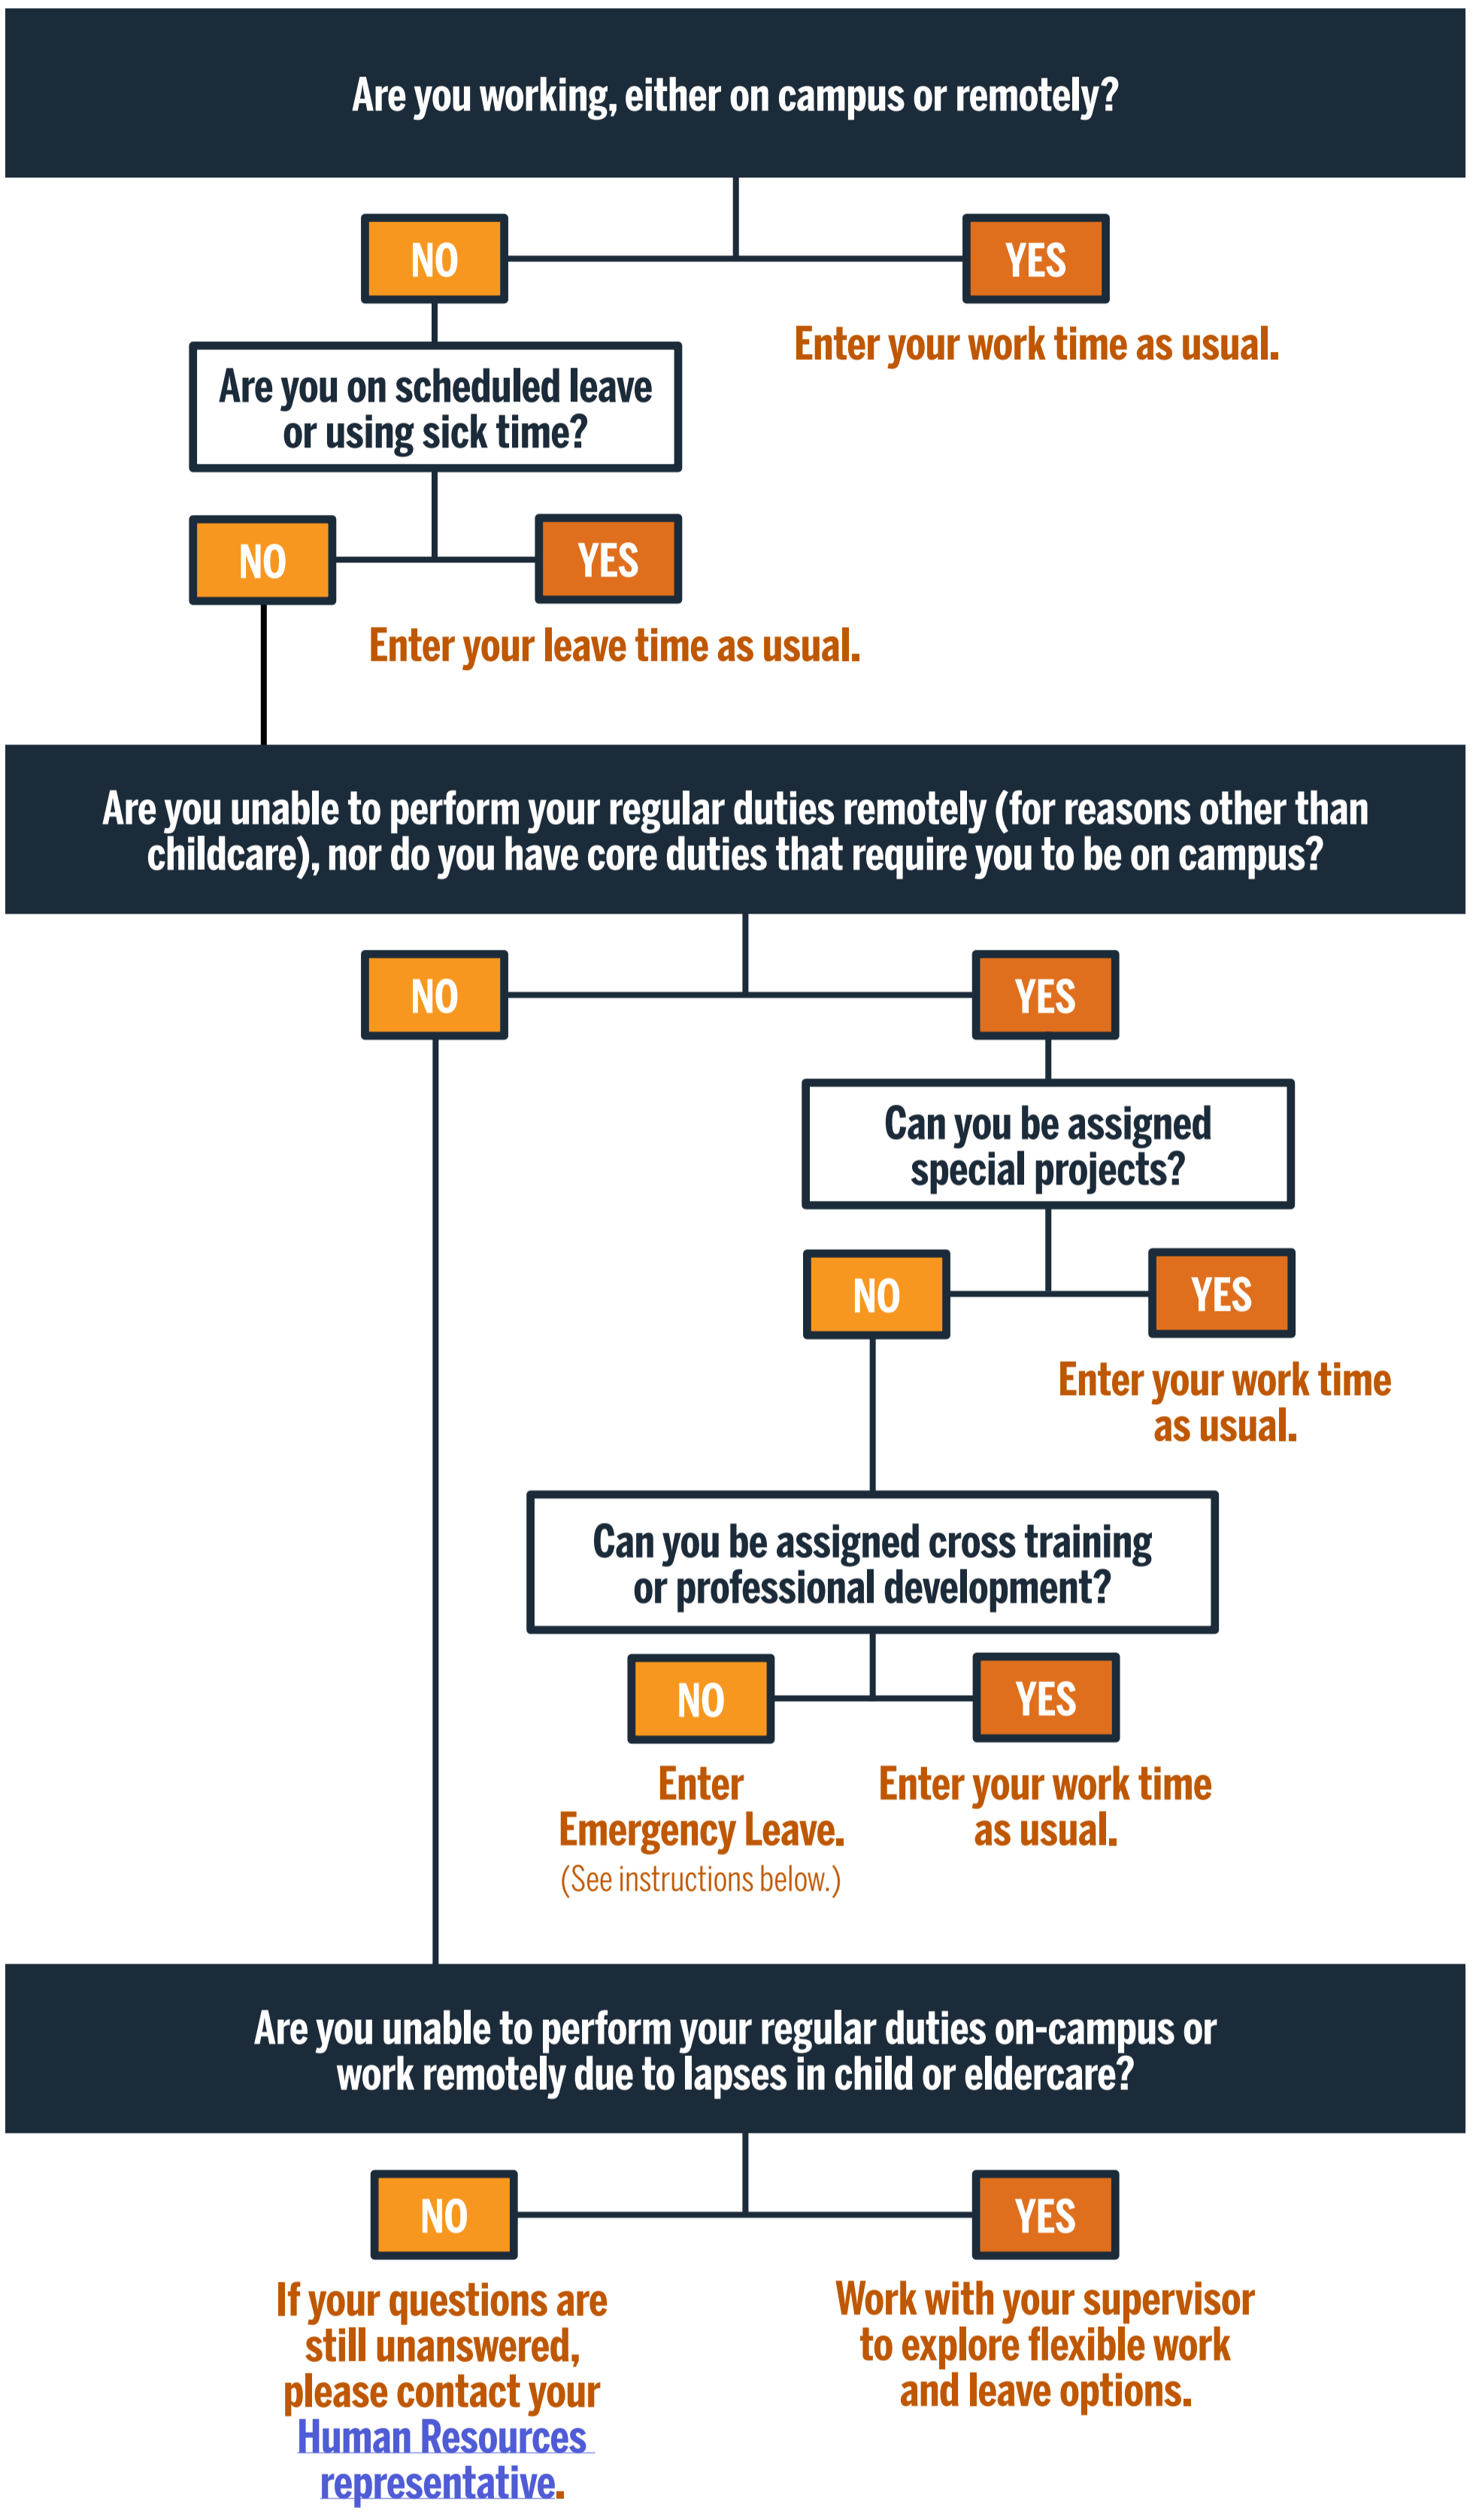 Are you working, either on campus or remotely?
NO
YES
Enter your work time as usual.
Are you on scheduled leave
or using sick time?
NO
YES
Enter your leave time as usual.
Are you unable to perform your regular duties remotely (for reasons other than
childcare), nor do you have core duties that require you to be on campus?
NO
YES
Can you be assigned
special projects?
NO
YES
Enter your work time
as usual.
Can you be assigned cross training
or professional development?
NO
YES
Enter
Emergency Leave.
(See instructions below.)
Enter your work time
as usual.
Are you unable to perform your regular duties on-campus or
work remotely due to lapses in child or eldercare?
NO
YES
If your questions are
still unanswered,
please contact your
Human Resources
representative.
Work with your supervisor
to explore flexible work
and leave options.